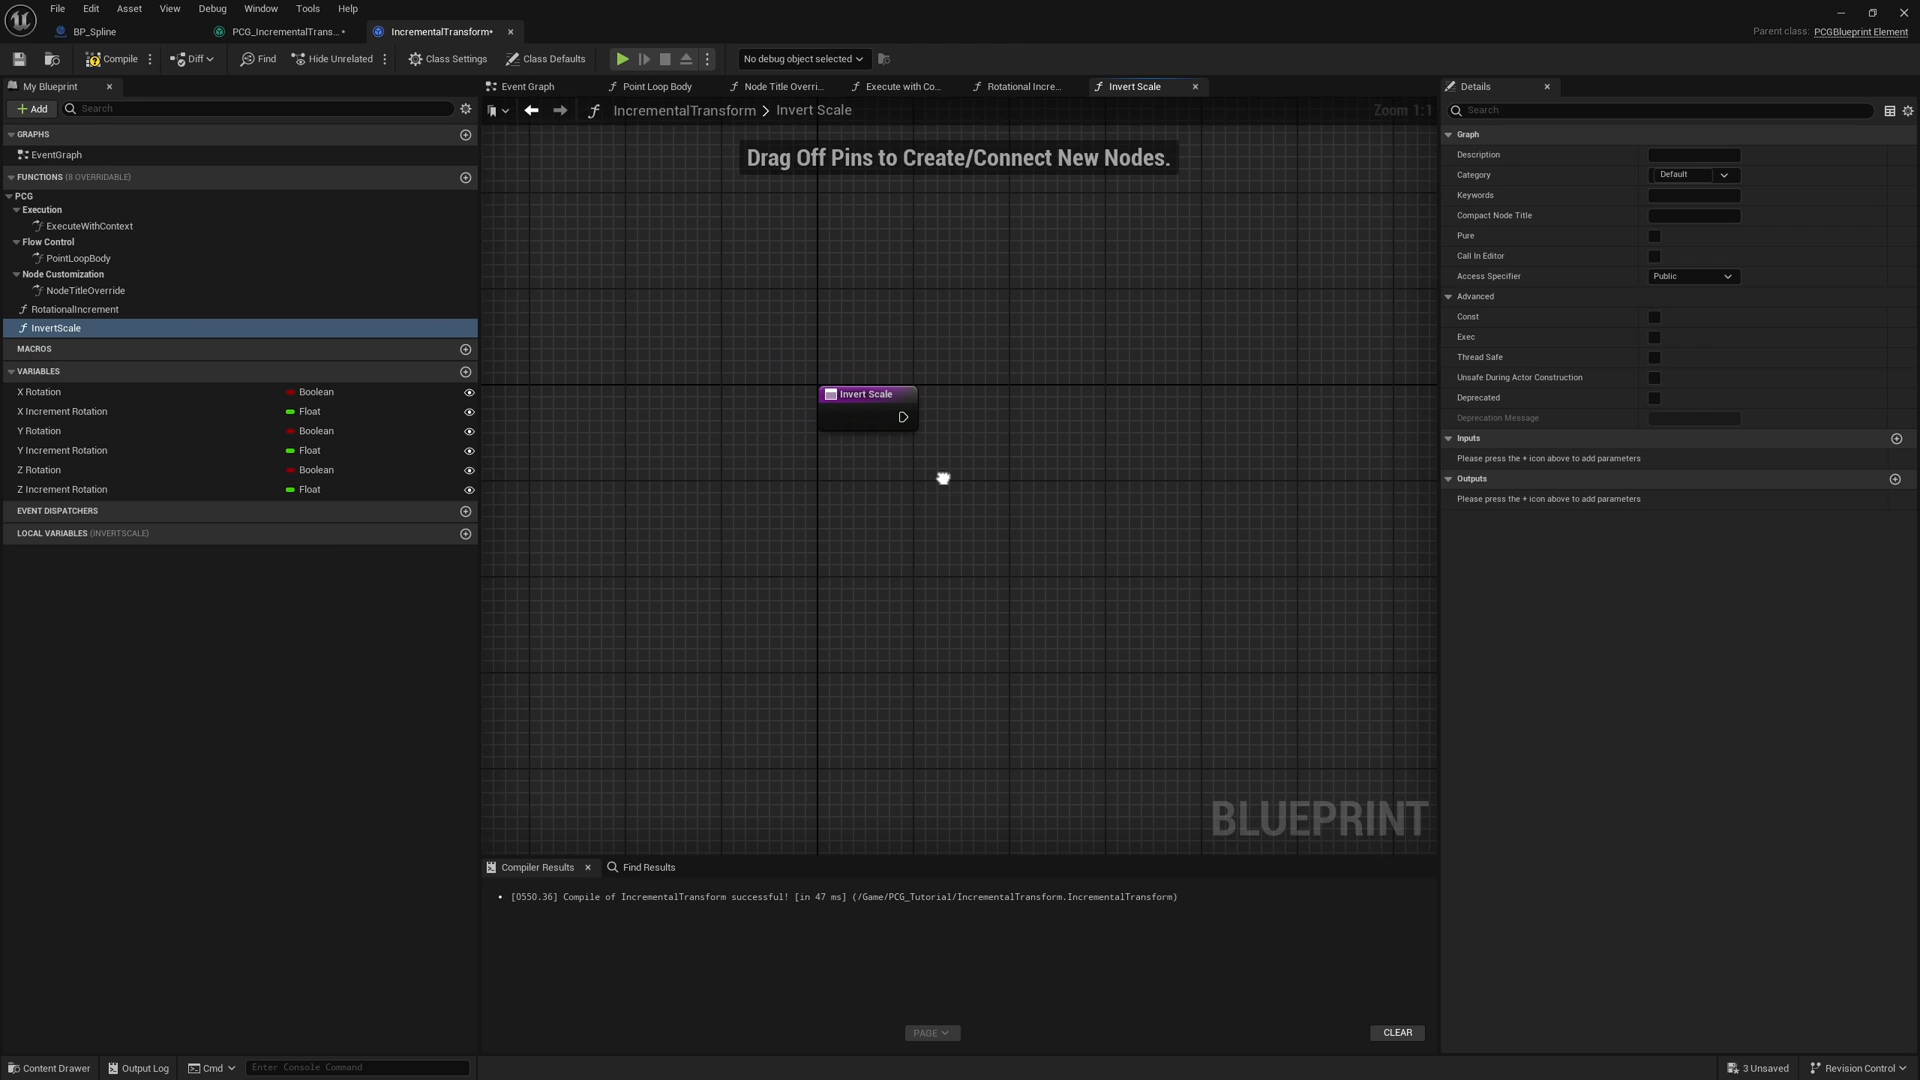 File Edit Asset View Debug Window Tools Help
BP_Spline PCG_IncrementalTrans...• IncrementalTransform•
Parent class: PCGBlueprint Element
Compile Diff Find Hide Unrelated Class Settings Class Defaults No debug object selected
My Blueprint
Event Graph Point Loop Body Node Title Overri... Execute with Co... Rotational Incre... Invert Scale
Details
Add Search
IncrementalTransform > Invert Scale Zoom 1:1
Search
GRAPHS
EventGraph
FUNCTIONS (8 OVERRIDABLE)
PCG
Execution
ExecuteWithContext
Flow Control
PointLoopBody
Node Customization
NodeTitleOverride
RotationalIncrement
InvertScale
MACROS
VARIABLES
X Rotation Boolean
X Increment Rotation Float
Y Rotation Boolean
Y Increment Rotation Float
Z Rotation Boolean
Z Increment Rotation Float
EVENT DISPATCHERS
LOCAL VARIABLES (INVERTSCALE)
Drag Off Pins to Create/Connect New Nodes.
Invert Scale
BLUEPRINT
Graph
Description
Category Default
Keywords
Compact Node Title
Pure
Call In Editor
Access Specifier Public
Advanced
Const
Exec
Thread Safe
Unsafe During Actor Construction
Deprecated
Deprecation Message
Inputs
Please press the + icon above to add parameters
Outputs
Please press the + icon above to add parameters
Compiler Results Find Results
• [0550.36] Compile of IncrementalTransform successful! [in 47 ms] (/Game/PCG_Tutorial/IncrementalTransform.IncrementalTransform)
PAGE CLEAR
Content Drawer Output Log Cmd Enter Console Command 3 Unsaved Revision Control